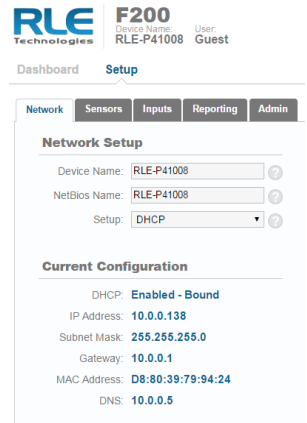 RLE
Technologies
F200
Device Name: User:
RLE-P41008 Guest
Dashboard Setup
Network Sensors Inputs Reporting Admin
Network Setup
Device Name: RLE-P41008 ?
NetBios Name: RLE-P41008 ?
Setup: DHCP ?
Current Configuration
DHCP: Enabled - Bound
IP Address: 10.0.0.138
Subnet Mask: 255.255.255.0
Gateway: 10.0.0.1
MAC Address: D8:80:39:79:94:24
DNS: 10.0.0.5